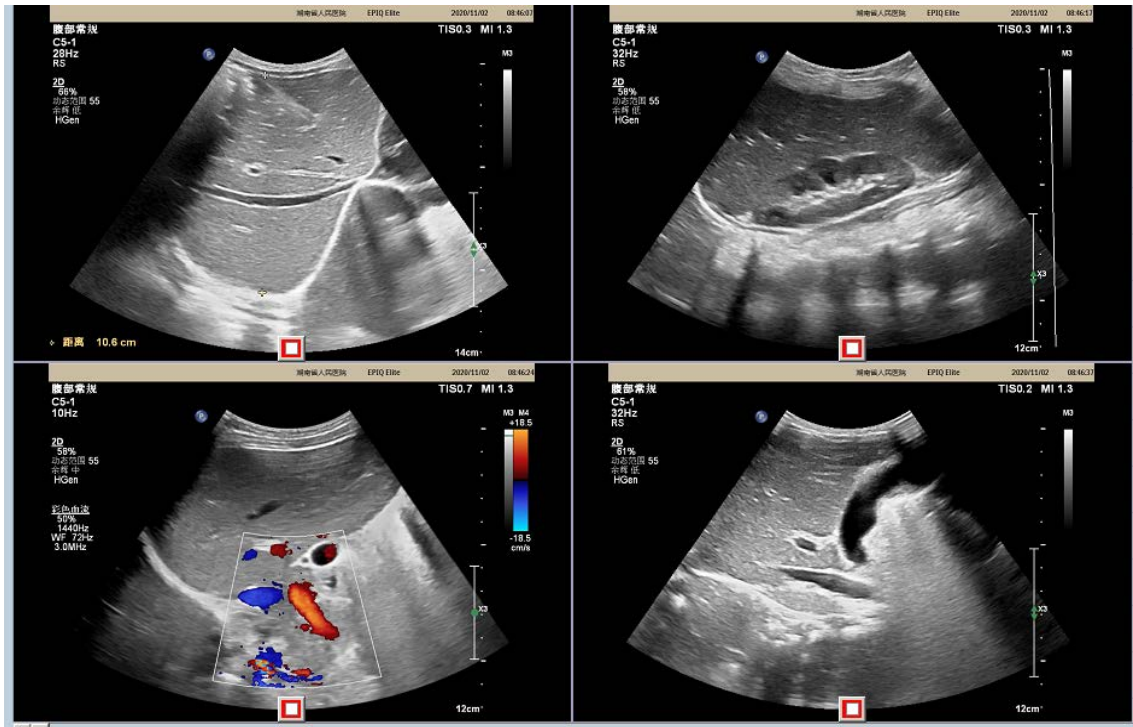 湖南省人民医院 EPIQ Elite 2020/11/02 08:46:07
腹部常规 TIS0.3 MI 1.3
C5-1
28Hz
RS
M3
2D
66%
动态范围 55
余辉 低
HGen
X3
距离 10.6 cm
14cm
湖南省人民医院 EPIQ Elite 2020/11/02 08:46:17
腹部常规 TIS0.3 MI 1.3
C5-1
32Hz
RS
M3
2D
58%
动态范围 55
余辉 低
HGen
X3
12cm
湖南省人民医院 EPIQ Elite 2020/11/02 08:46:24
腹部常规 TIS0.7 MI 1.3
C5-1
10Hz
M3 M4
+18.5
2D
58%
动态范围 55
余辉 中
HGen
彩色血流
50%
1440Hz
WF 72Hz
3.0MHz
-18.5
cm/s
X3
12cm
湖南省人民医院 EPIQ Elite 2020/11/02 08:46:37
腹部常规 TIS0.2 MI 1.3
C5-1
32Hz
RS
M3
2D
61%
动态范围 55
余辉 低
HGen
X3
12cm